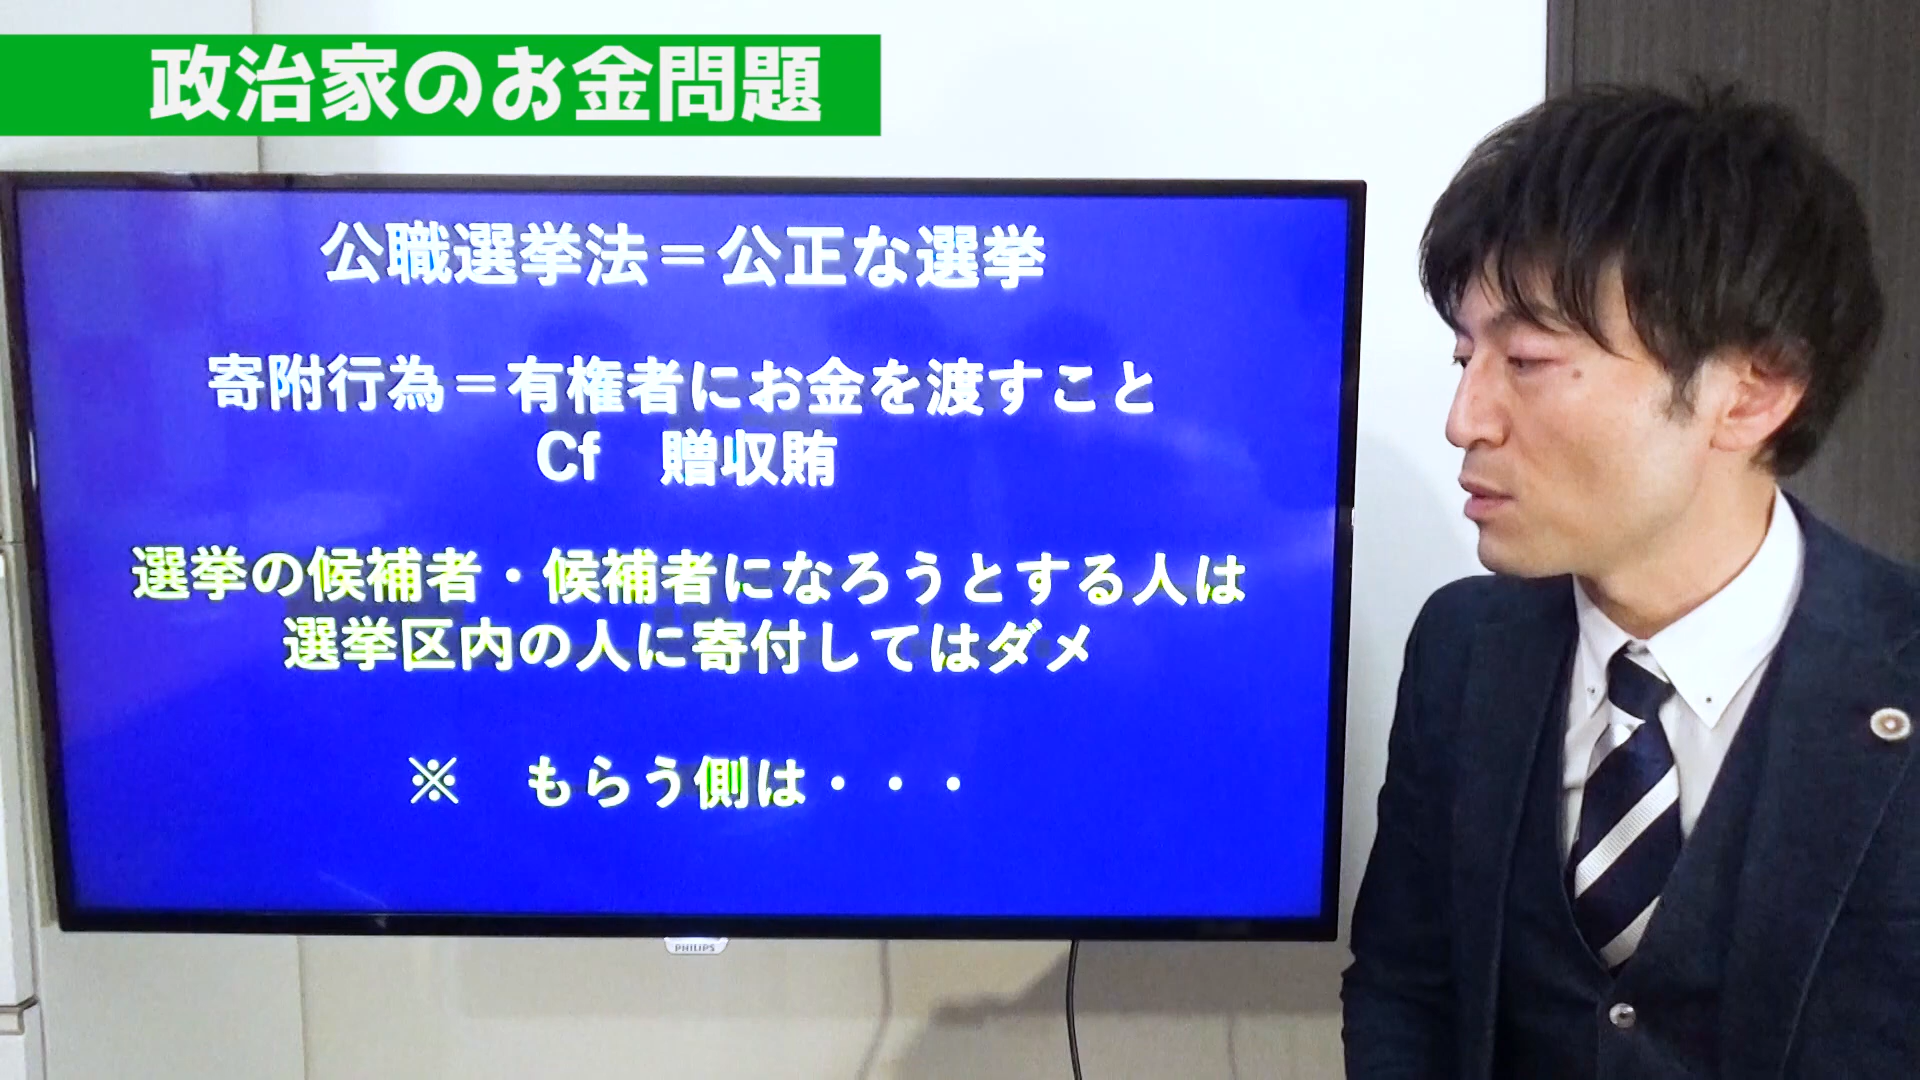 政治家のお金問題
公職選挙法＝公正な選挙
寄附行為＝有権者にお金を渡すこと
Cf　贈収賄
選挙の候補者・候補者になろうとする人は
選挙区内の人に寄付してはダメ
※　もらう側は・・・
PHILIPS